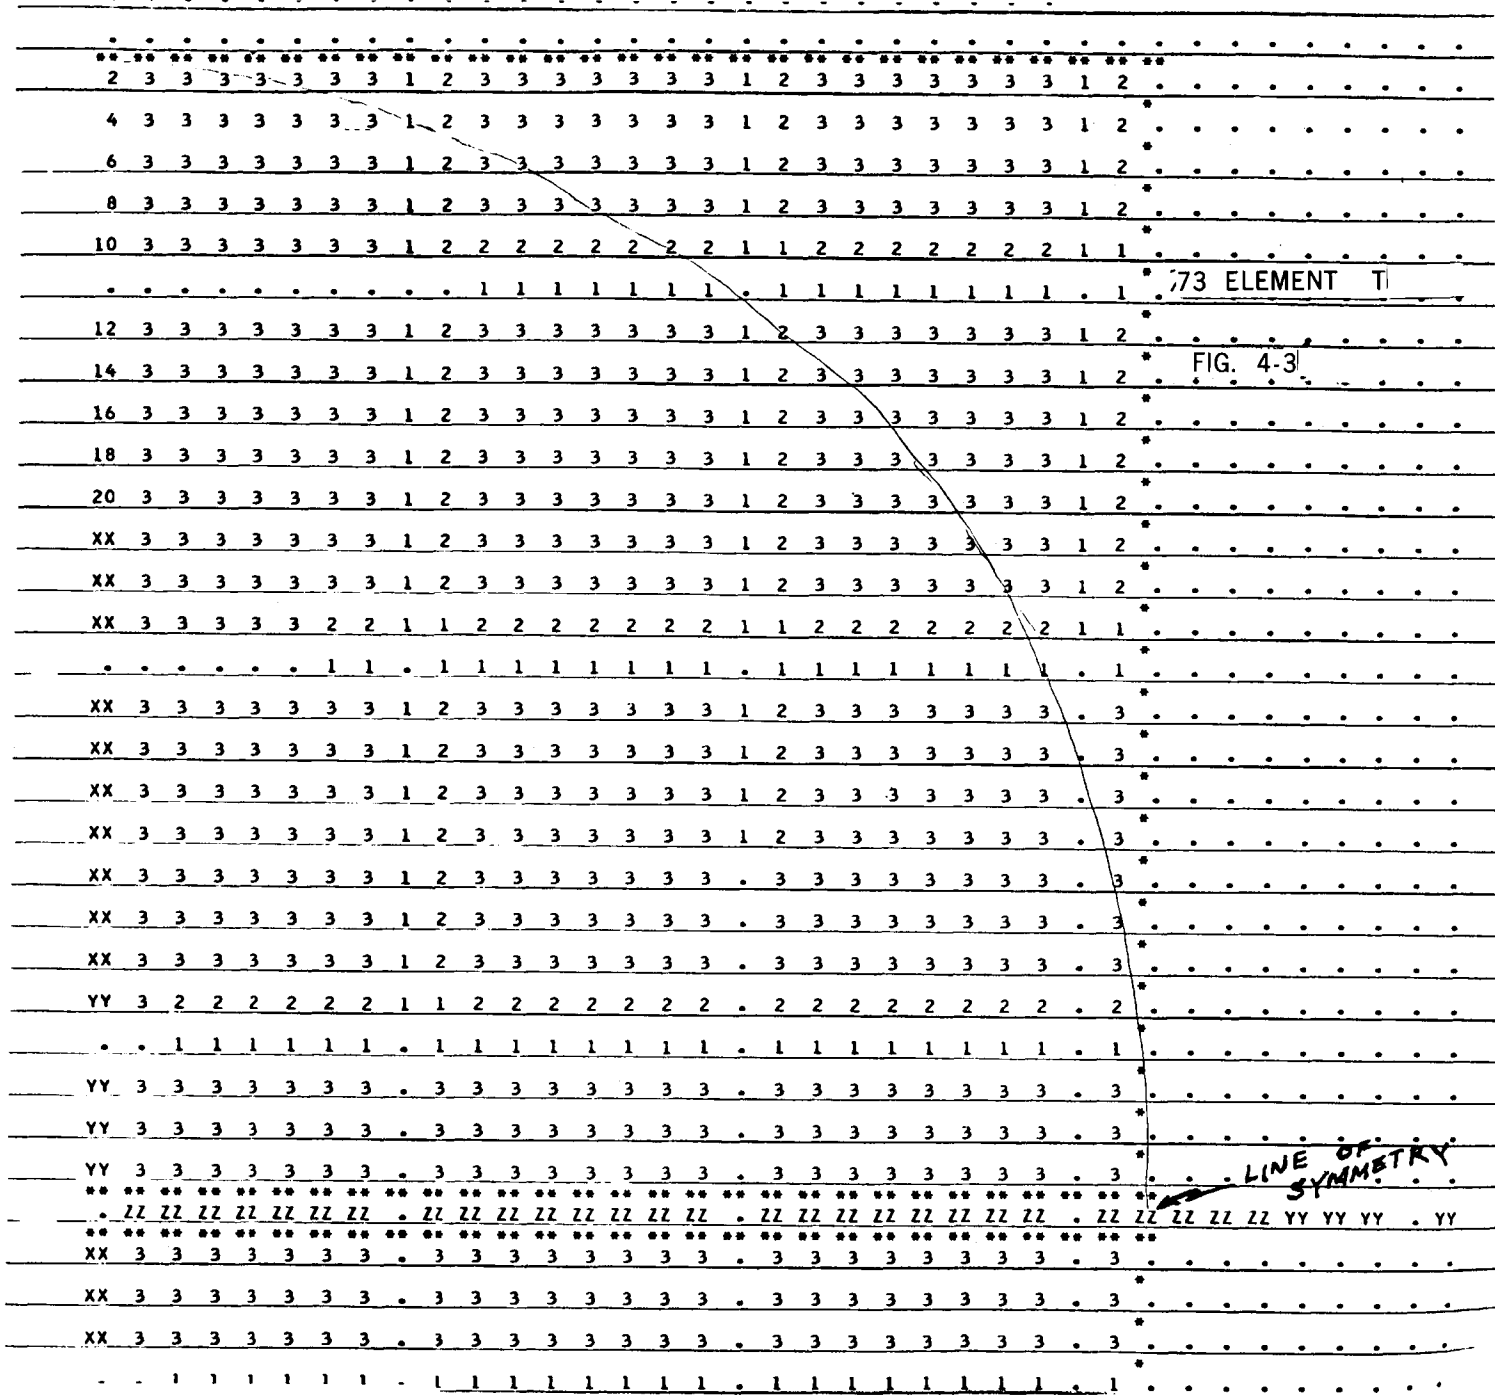 . . . . . . . . . . . . . . . . . . . . . . . . . .
. . . . . . . . . . . . . . . . . . . . . . . . . . . . . . . . . . . . .
** ** ** ** ** ** ** ** ** ** ** ** ** ** ** ** ** ** ** ** ** ** ** ** ** ** ** ** **
2 3 3 3 3 3 3 3 1 2 3 3 3 3 3 3 3 1 2 3 3 3 3 3 3 3 1 2 . . . . . . . . .
*
4 3 3 3 3 3 3 3 1 2 3 3 3 3 3 3 3 1 2 3 3 3 3 3 3 3 1 2 . . . . . . . . .
*
6 3 3 3 3 3 3 3 1 2 3 3 3 3 3 3 3 1 2 3 3 3 3 3 3 3 1 2 . . . . . . . . .
*
8 3 3 3 3 3 3 3 1 2 3 3 3 3 3 3 3 1 2 3 3 3 3 3 3 3 1 2 . . . . . . . . .
*
10 3 3 3 3 3 3 3 1 2 2 2 2 2 2 2 2 1 1 2 2 2 2 2 2 2 1 1 . . . . . . . . .
*
. . . . . . . . . . 1 1 1 1 1 1 1 . 1 1 1 1 1 1 1 1 . 1 . 73 ELEMENT T
*
12 3 3 3 3 3 3 3 1 2 3 3 3 3 3 3 3 1 2 3 3 3 3 3 3 3 1 2 . . . . . . . . .
*
14 3 3 3 3 3 3 3 1 2 3 3 3 3 3 3 3 1 2 3 3 3 3 3 3 3 1 2 . FIG. 4-3 . . . .
*
16 3 3 3 3 3 3 3 1 2 3 3 3 3 3 3 3 1 2 3 3 3 3 3 3 3 1 2 . . . . . . . . .
*
18 3 3 3 3 3 3 3 1 2 3 3 3 3 3 3 3 1 2 3 3 3 3 3 3 3 1 2 . . . . . . . . .
*
20 3 3 3 3 3 3 3 1 2 3 3 3 3 3 3 3 1 2 3 3 3 3 3 3 3 1 2 . . . . . . . . .
*
XX 3 3 3 3 3 3 3 1 2 3 3 3 3 3 3 3 1 2 3 3 3 3 3 3 3 1 2 . . . . . . . . .
*
XX 3 3 3 3 3 3 3 1 2 3 3 3 3 3 3 3 1 2 3 3 3 3 3 3 3 1 2 . . . . . . . . .
*
XX 3 3 3 3 3 2 2 1 1 2 2 2 2 2 2 2 1 1 2 2 2 2 2 2 2 1 1 . . . . . . . . .
*
. . . . . . 1 1 . 1 1 1 1 1 1 1 1 . 1 1 1 1 1 1 1 1 . 1 . . . . . . . . .
*
XX 3 3 3 3 3 3 3 1 2 3 3 3 3 3 3 3 1 2 3 3 3 3 3 3 3 . 3 . . . . . . . . .
*
XX 3 3 3 3 3 3 3 1 2 3 3 3 3 3 3 3 1 2 3 3 3 3 3 3 3 . 3 . . . . . . . . .
*
XX 3 3 3 3 3 3 3 1 2 3 3 3 3 3 3 3 1 2 3 3 3 3 3 3 3 . 3 . . . . . . . . .
*
XX 3 3 3 3 3 3 3 1 2 3 3 3 3 3 3 3 1 2 3 3 3 3 3 3 3 . 3 . . . . . . . . .
*
XX 3 3 3 3 3 3 3 1 2 3 3 3 3 3 3 3 . 3 3 3 3 3 3 3 3 . 3 . . . . . . . . .
*
XX 3 3 3 3 3 3 3 1 2 3 3 3 3 3 3 3 . 3 3 3 3 3 3 3 3 . 3 . . . . . . . . .
*
XX 3 3 3 3 3 3 3 1 2 3 3 3 3 3 3 3 . 3 3 3 3 3 3 3 3 . 3 . . . . . . . . .
*
YY 3 2 2 2 2 2 2 1 1 2 2 2 2 2 2 2 . 2 2 2 2 2 2 2 2 . 2 . . . . . . . . .
*
. . 1 1 1 1 1 1 . 1 1 1 1 1 1 1 1 . 1 1 1 1 1 1 1 1 . 1 . . . . . . . . .
*
YY 3 3 3 3 3 3 3 . 3 3 3 3 3 3 3 3 . 3 3 3 3 3 3 3 3 . 3 . . . . . . . . .
*
YY 3 3 3 3 3 3 3 . 3 3 3 3 3 3 3 3 . 3 3 3 3 3 3 3 3 . 3 . . . . . . . . .
*
LINE OF
SYMMETRY
YY 3 3 3 3 3 3 3 . 3 3 3 3 3 3 3 3 . 3 3 3 3 3 3 3 3 . 3 . . . . . . . . .
** ** ** ** ** ** ** ** ** ** ** ** ** ** ** ** ** ** ** ** ** ** ** ** ** ** ** ** **
. ZZ ZZ ZZ ZZ ZZ ZZ ZZ . ZZ ZZ ZZ ZZ ZZ ZZ ZZ ZZ . ZZ ZZ ZZ ZZ ZZ ZZ ZZ ZZ . ZZ ZZ ZZ ZZ ZZ YY YY YY . YY
** ** ** ** ** ** ** ** ** ** ** ** ** ** ** ** ** ** ** ** ** ** ** ** ** ** ** ** **
XX 3 3 3 3 3 3 3 . 3 3 3 3 3 3 3 3 . 3 3 3 3 3 3 3 3 . 3 . . . . . . . . .
*
XX 3 3 3 3 3 3 3 . 3 3 3 3 3 3 3 3 . 3 3 3 3 3 3 3 3 . 3 . . . . . . . . .
*
XX 3 3 3 3 3 3 3 . 3 3 3 3 3 3 3 3 . 3 3 3 3 3 3 3 3 . 3 . . . . . . . . .
*
. . 1 1 1 1 1 1 . 1 1 1 1 1 1 1 1 . 1 1 1 1 1 1 1 1 . 1 . . . . . . . . .